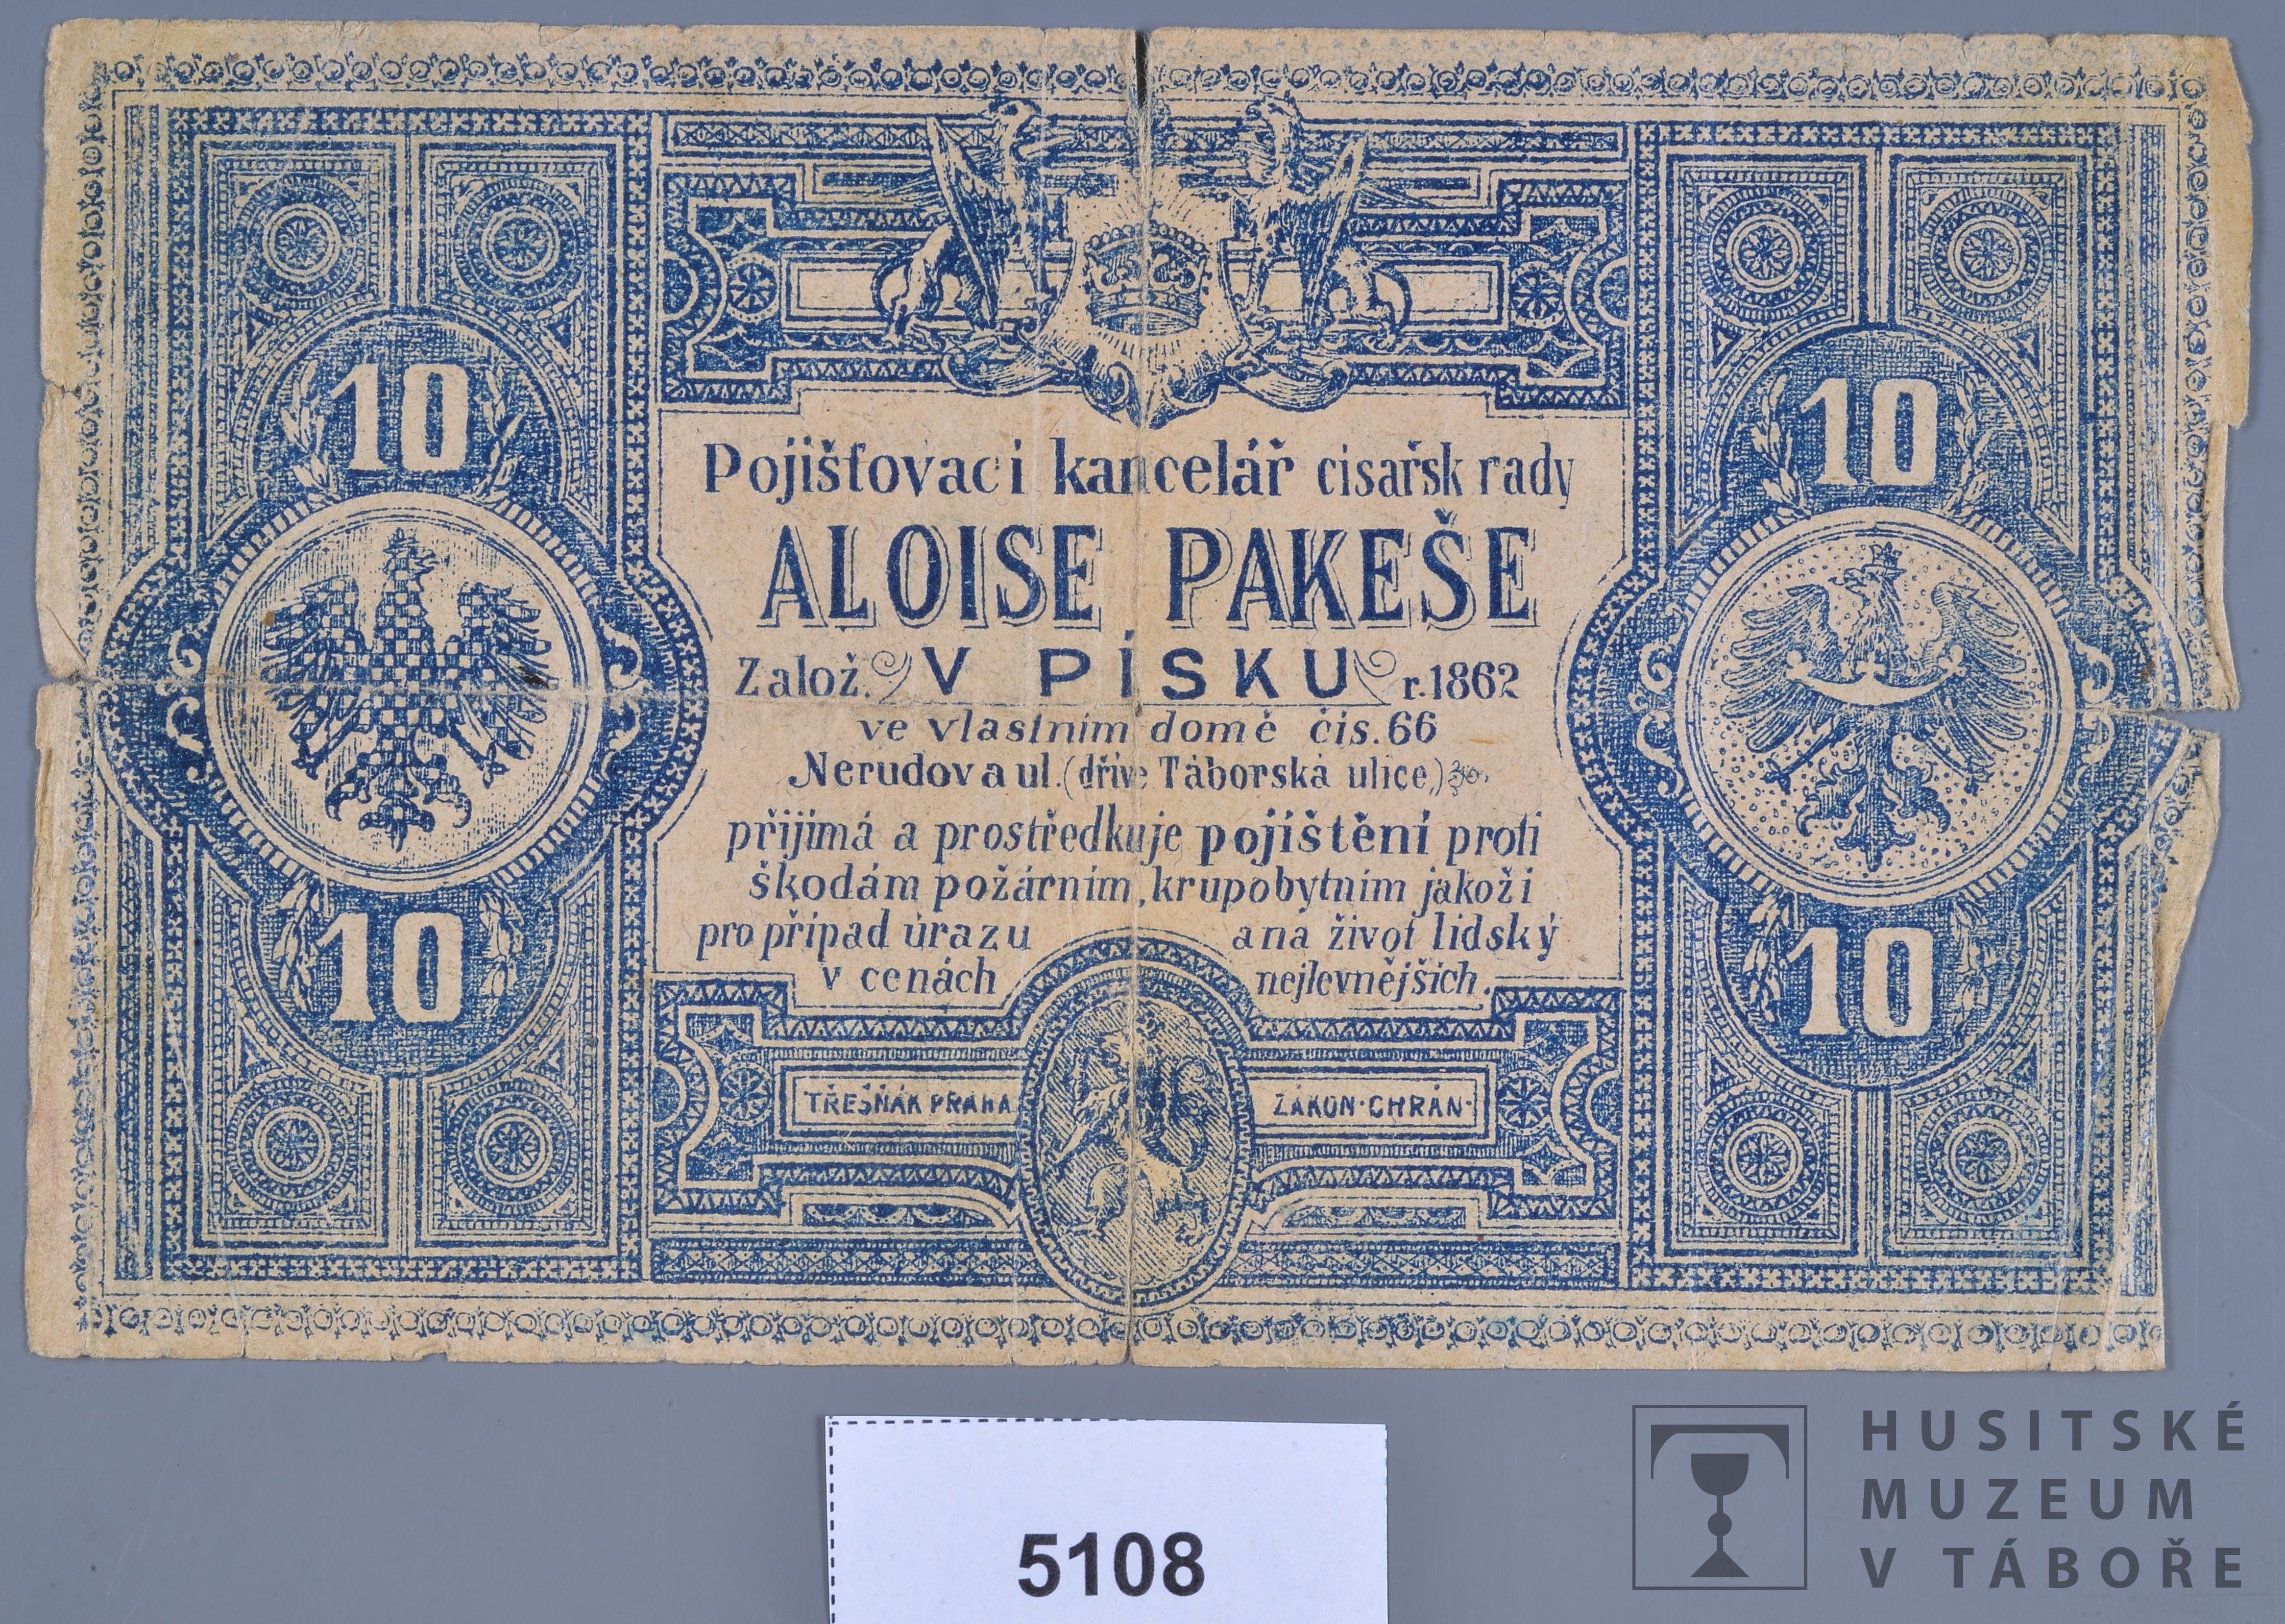 10
10
Pojišťovací kancelář cisařsk rady
ALOISE PAKEŠE
Založ. V PÍSKU r.1862
ve vlastním domě čis.66
Nerudova ul. (dříve Táborská ulice)
přijímá a prostředkuje pojištění proti
škodám požárním, krupobytním jakož i
pro případ úrazu a na život lidský
v cenách nejlevnějších.
10
10
TŘEŠŇÁK PRAHA
ZÁKON·CHRÁN·
5108
HUSITSKÉ
MUZEUM
V TÁBOŘE